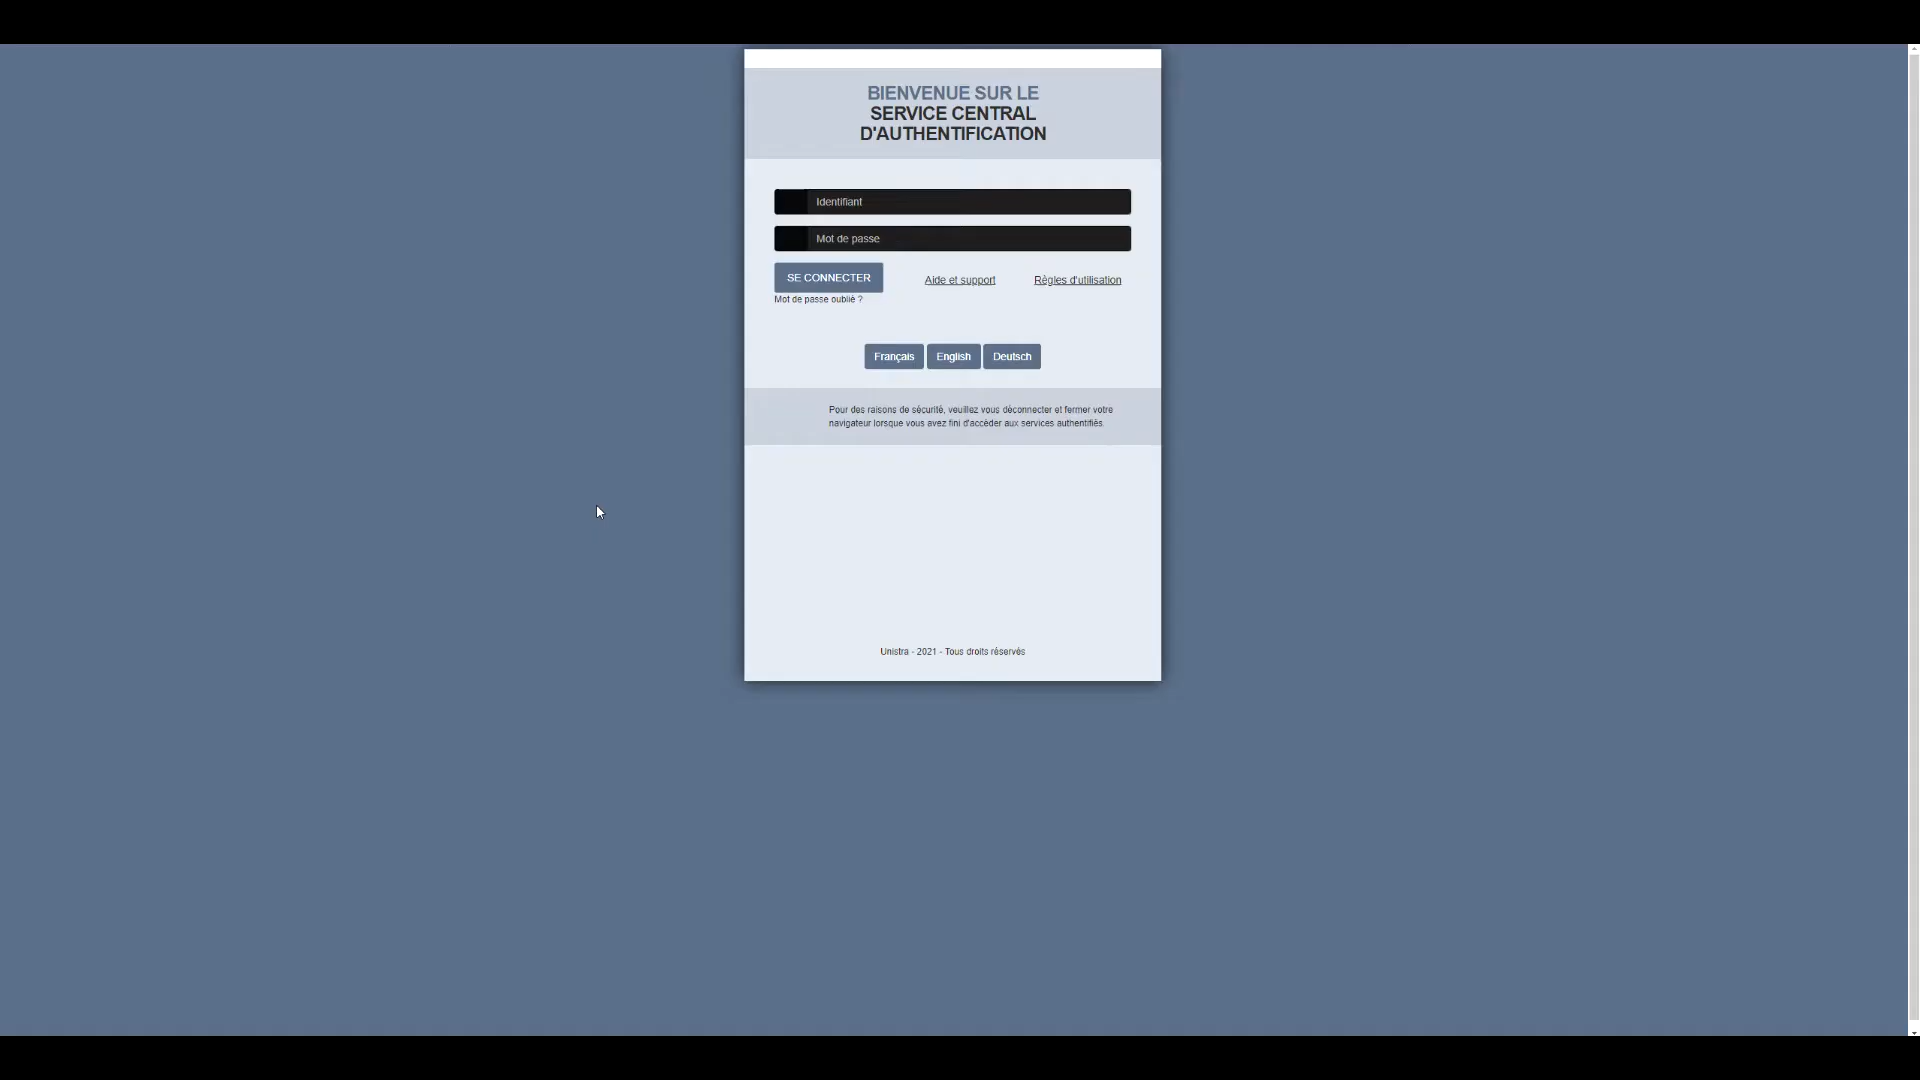 BIENVENUE SUR LE
SERVICE CENTRAL
D'AUTHENTIFICATION
Identifiant
Mot de passe
SE CONNECTER
Aide et support
Règles d'utilisation
Mot de passe oublié ?
Français
English
Deutsch
Pour des raisons de sécurité, veuillez vous déconnecter et fermer votre
navigateur lorsque vous avez fini d'accéder aux services authentifiés.
Unistra - 2021 - Tous droits réservés